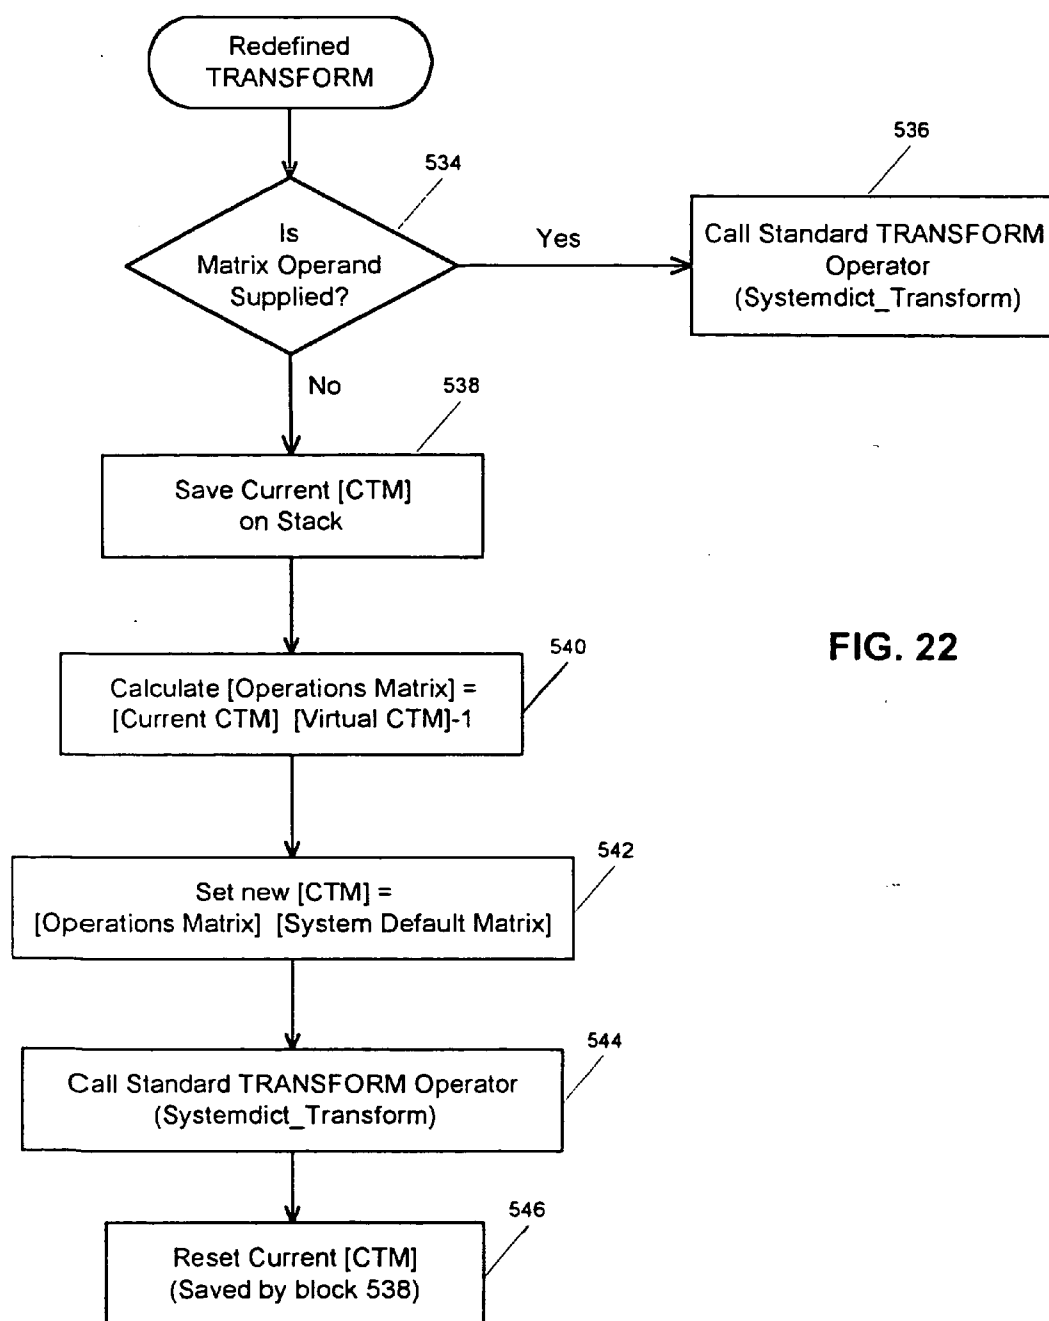 Redefined
TRANSFORM
534
Is
Matrix Operand
Supplied?
Yes
536
Call Standard TRANSFORM
Operator
(Systemdict_Transform)
No
538
Save Current [CTM]
on Stack
540
Calculate [Operations Matrix] =
[Current CTM] [Virtual CTM]-1
FIG. 22
542
Set new [CTM] =
[Operations Matrix] [System Default Matrix]
544
Call Standard TRANSFORM Operator
(Systemdict_Transform)
546
Reset Current [CTM]
(Saved by block 538)